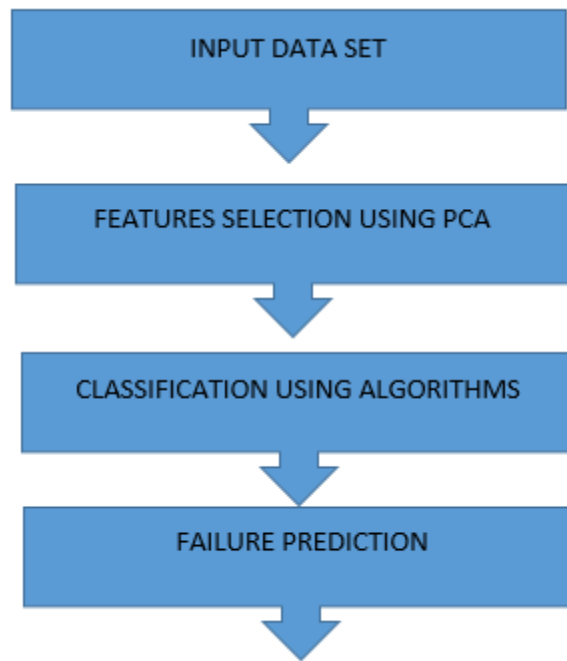 INPUT DATA SET
FEATURES SELECTION USING PCA
CLASSIFICATION USING ALGORITHMS
FAILURE PREDICTION